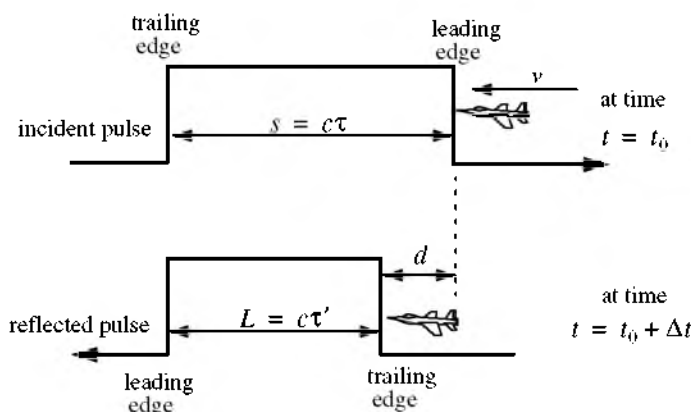 trailing edge
leading edge
v
at time
incident pulse
s = cτ
t = t₀
d
reflected pulse
L = cτ'
at time
t = t₀ + Δt
leading edge
trailing edge